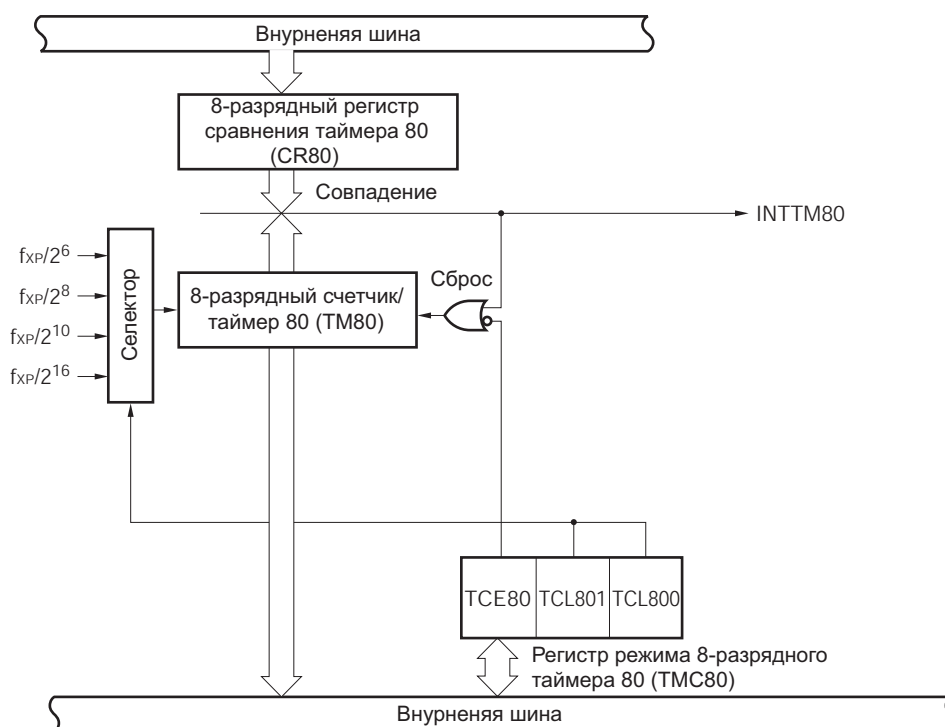 Внурненяя шина
8-разрядный регистр
сравнения таймера 80
(CR80)
Совпадение
INTTM80
fXP/2^6
fXP/2^8
fXP/2^10
fXP/2^16
Селектор
8-разрядный счетчик/
таймер 80 (TM80)
Сброс
TCE80
TCL801
TCL800
Регистр режима 8-разрядного
таймера 80 (TMC80)
Внурненяя шина